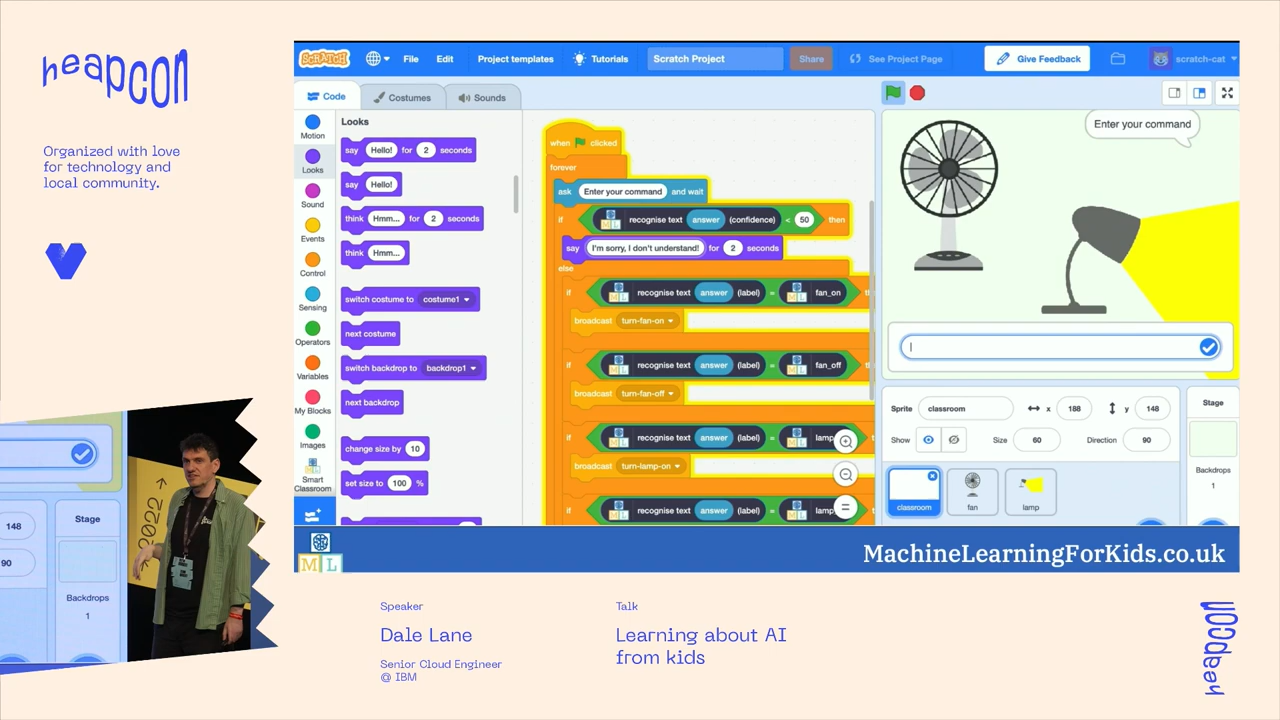 heapcon
Organized with love
for technology and
local community.
SCRATCH
File
Edit
Project templates
Tutorials
Scratch Project
Share
See Project Page
Give Feedback
scratch-cat
Code
Costumes
Sounds
Motion
Looks
Sound
Events
Control
Sensing
Operators
Variables
My Blocks
Images
Smart
Classroom
Looks
say Hello! for 2 seconds
say Hello!
think Hmm... for 2 seconds
think Hmm...
switch costume to costume1
next costume
switch backdrop to backdrop1
next backdrop
change size by 10
set size to 100 %
when clicked
forever
ask Enter your command and wait
if recognise text answer (confidence) < 50 then
say I'm sorry, I don't understand! for 2 seconds
else
if recognise text answer (label) = fan_on
broadcast turn-fan-on
if recognise text answer (label) = fan_off
broadcast turn-fan-off
if recognise text answer (label) = lamp
broadcast turn-lamp-on
if recognise text answer (label) = lamp
Enter your command
Sprite classroom x 188 y 148
Show Size 60 Direction 90
classroom
fan
lamp
Stage
Backdrops
1
M L
MachineLearningForKids.co.uk
148
90
Stage
Backdrops
1
2022
Speaker
Dale Lane
Senior Cloud Engineer
@ IBM
Talk
Learning about AI
from kids
heapcon